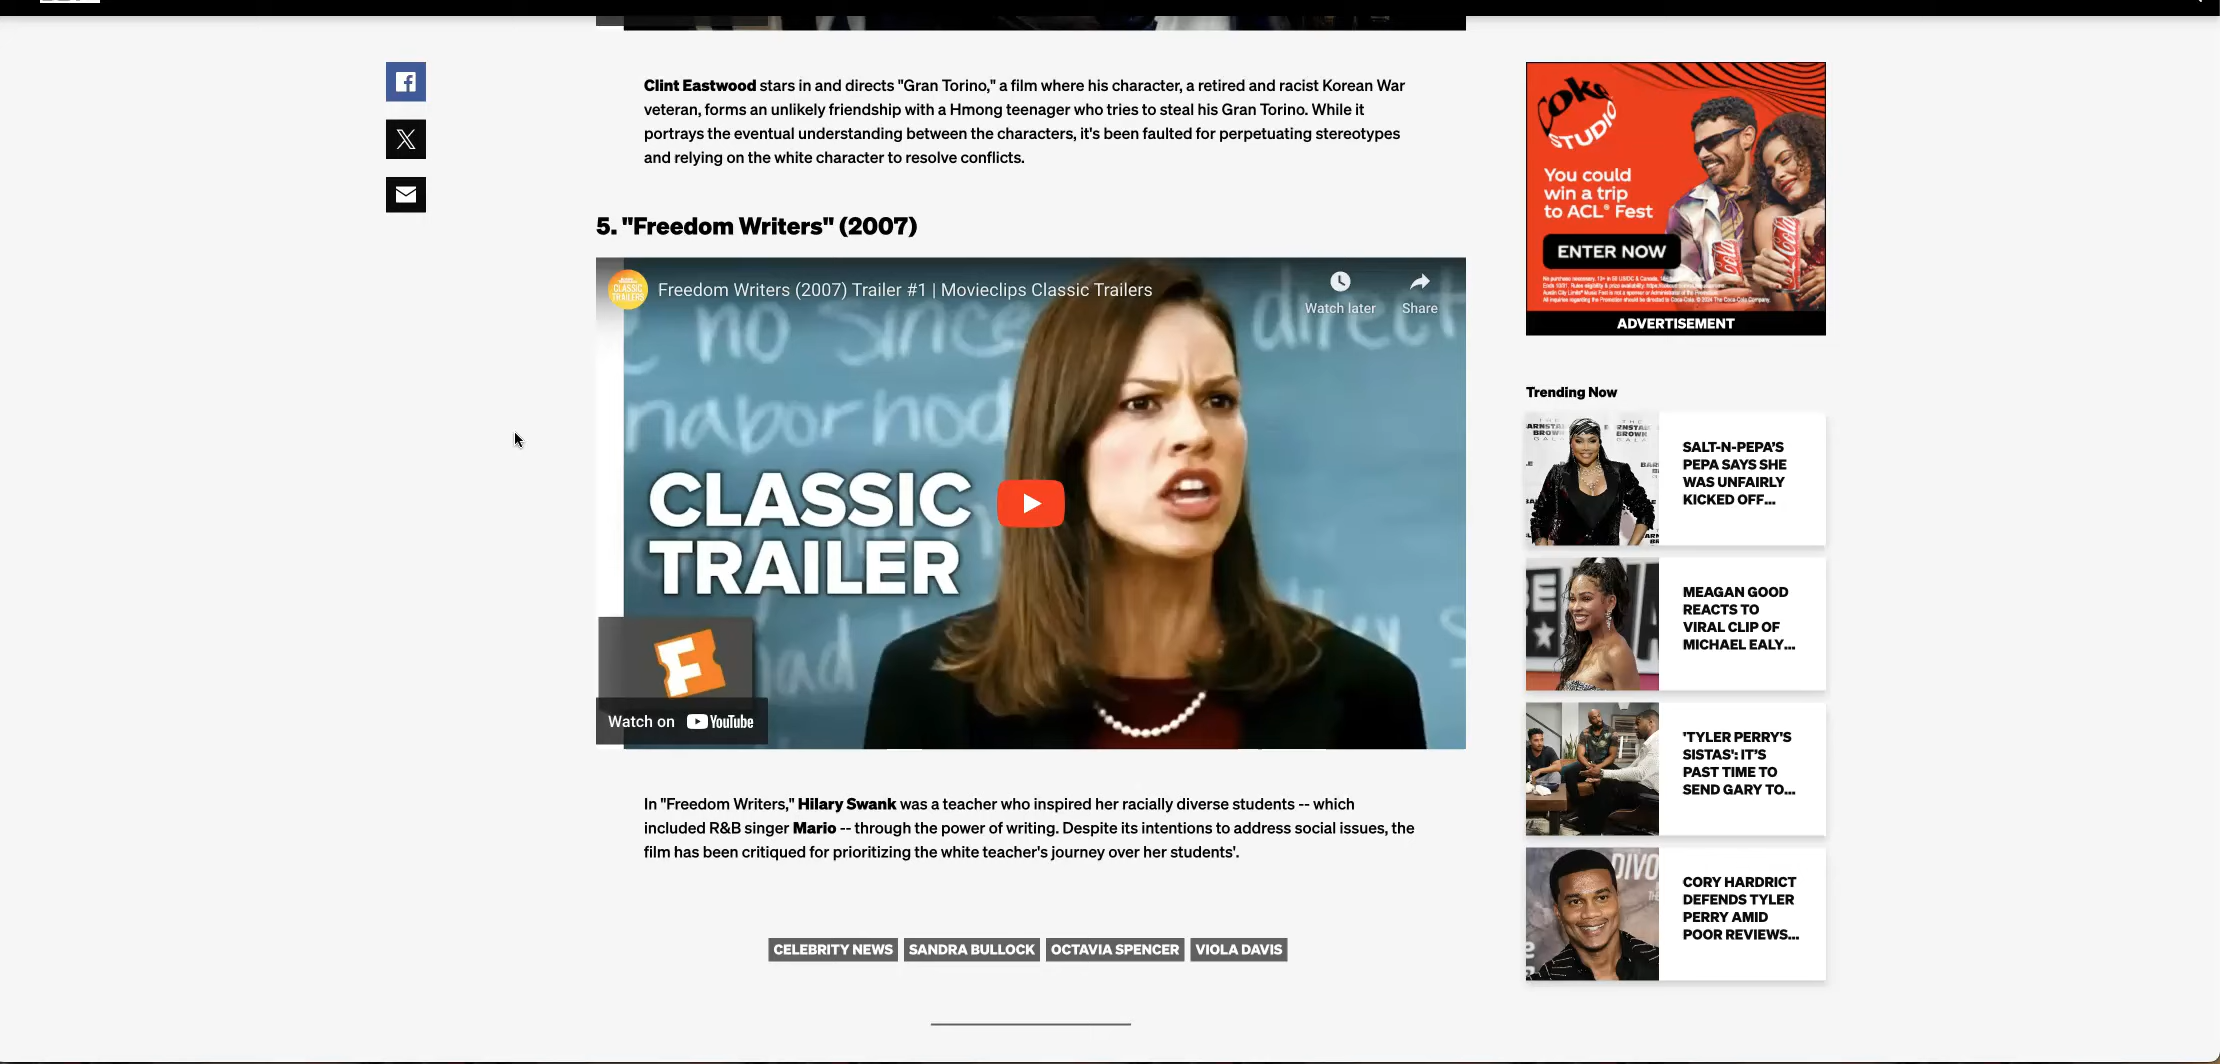 Clint Eastwood stars in and directs "Gran Torino," a film where his character, a retired and racist Korean War
veteran, forms an unlikely friendship with a Hmong teenager who tries to steal his Gran Torino. While it
portrays the eventual understanding between the characters, it's been faulted for perpetuating stereotypes
and relying on the white character to resolve conflicts.
5. "Freedom Writers" (2007)
CLASSIC TRAILERS
Freedom Writers (2007) Trailer #1 | Movieclips Classic Trailers
Watch later
Share
no since
direct
nabor hod
CLASSIC
TRAILER
had
F
Watch on YouTube
In "Freedom Writers," Hilary Swank was a teacher who inspired her racially diverse students -- which
included R&B singer Mario -- through the power of writing. Despite its intentions to address social issues, the
film has been critiqued for prioritizing the white teacher's journey over her students'.
CELEBRITY NEWS
SANDRA BULLOCK
OCTAVIA SPENCER
VIOLA DAVIS
Coke
STUDIO
You could
win a trip
to ACL® Fest
ENTER NOW
ADVERTISEMENT
Trending Now
SALT-N-PEPA'S
PEPA SAYS SHE
WAS UNFAIRLY
KICKED OFF...
MEAGAN GOOD
REACTS TO
VIRAL CLIP OF
MICHAEL EALY...
'TYLER PERRY'S
SISTAS': IT'S
PAST TIME TO
SEND GARY TO...
DIVO
CORY HARDRICT
DEFENDS TYLER
PERRY AMID
POOR REVIEWS...